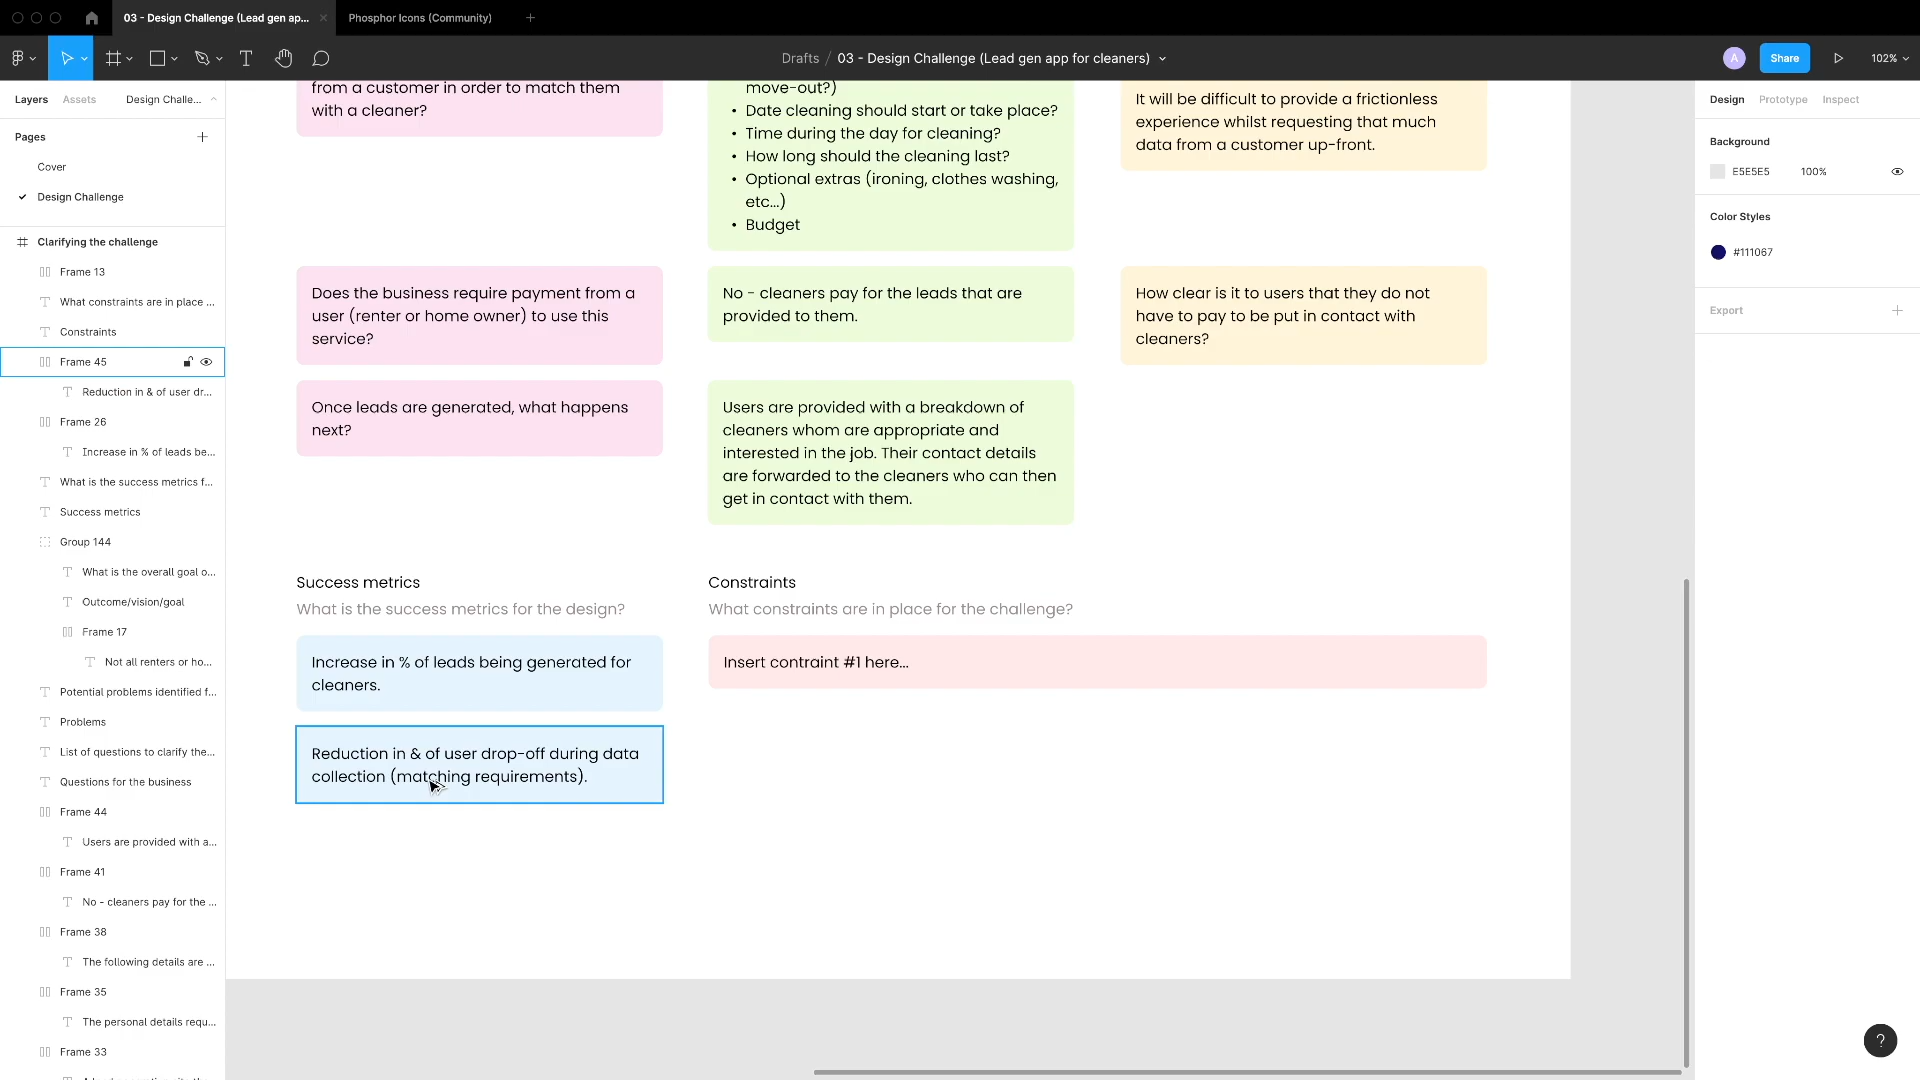 03 - Design Challenge (Lead gen ap...
Phosphor Icons (Community)
Drafts / 03 - Design Challenge (Lead gen app for cleaners)
A
Share
102%
Layers
Assets
Design Challe...
Pages
Cover
Design Challenge
Clarifying the challenge
Frame 13
What constraints are in place ...
Constraints
Frame 45
Reduction in & of user dr...
Frame 26
Increase in % of leads be...
What is the success metrics f...
Success metrics
Group 144
What is the overall goal o...
Outcome/vision/goal
Frame 17
Not all renters or ho...
Potential problems identified f...
Problems
List of questions to clarify the...
Questions for the business
Frame 44
Users are provided with a...
Frame 41
No - cleaners pay for the ...
Frame 38
The following details are ...
Frame 35
The personal details requ...
Frame 33
from a customer in order to match them
with a cleaner?
move-out?)
• Date cleaning should start or take place?
• Time during the day for cleaning?
• How long should the cleaning last?
• Optional extras (ironing, clothes washing,
etc...)
• Budget
It will be difficult to provide a frictionless
experience whilst requesting that much
data from a customer up-front.
Does the business require payment from a
user (renter or home owner) to use this
service?
No - cleaners pay for the leads that are
provided to them.
How clear is it to users that they do not
have to pay to be put in contact with
cleaners?
Once leads are generated, what happens
next?
Users are provided with a breakdown of
cleaners whom are appropriate and
interested in the job. Their contact details
are forwarded to the cleaners who can then
get in contact with them.
Success metrics
What is the success metrics for the design?
Increase in % of leads being generated for
cleaners.
Reduction in & of user drop-off during data
collection (matching requirements).
Constraints
What constraints are in place for the challenge?
Insert contraint #1 here...
Design
Prototype
Inspect
Background
E5E5E5
100%
Color Styles
#111067
Export
?